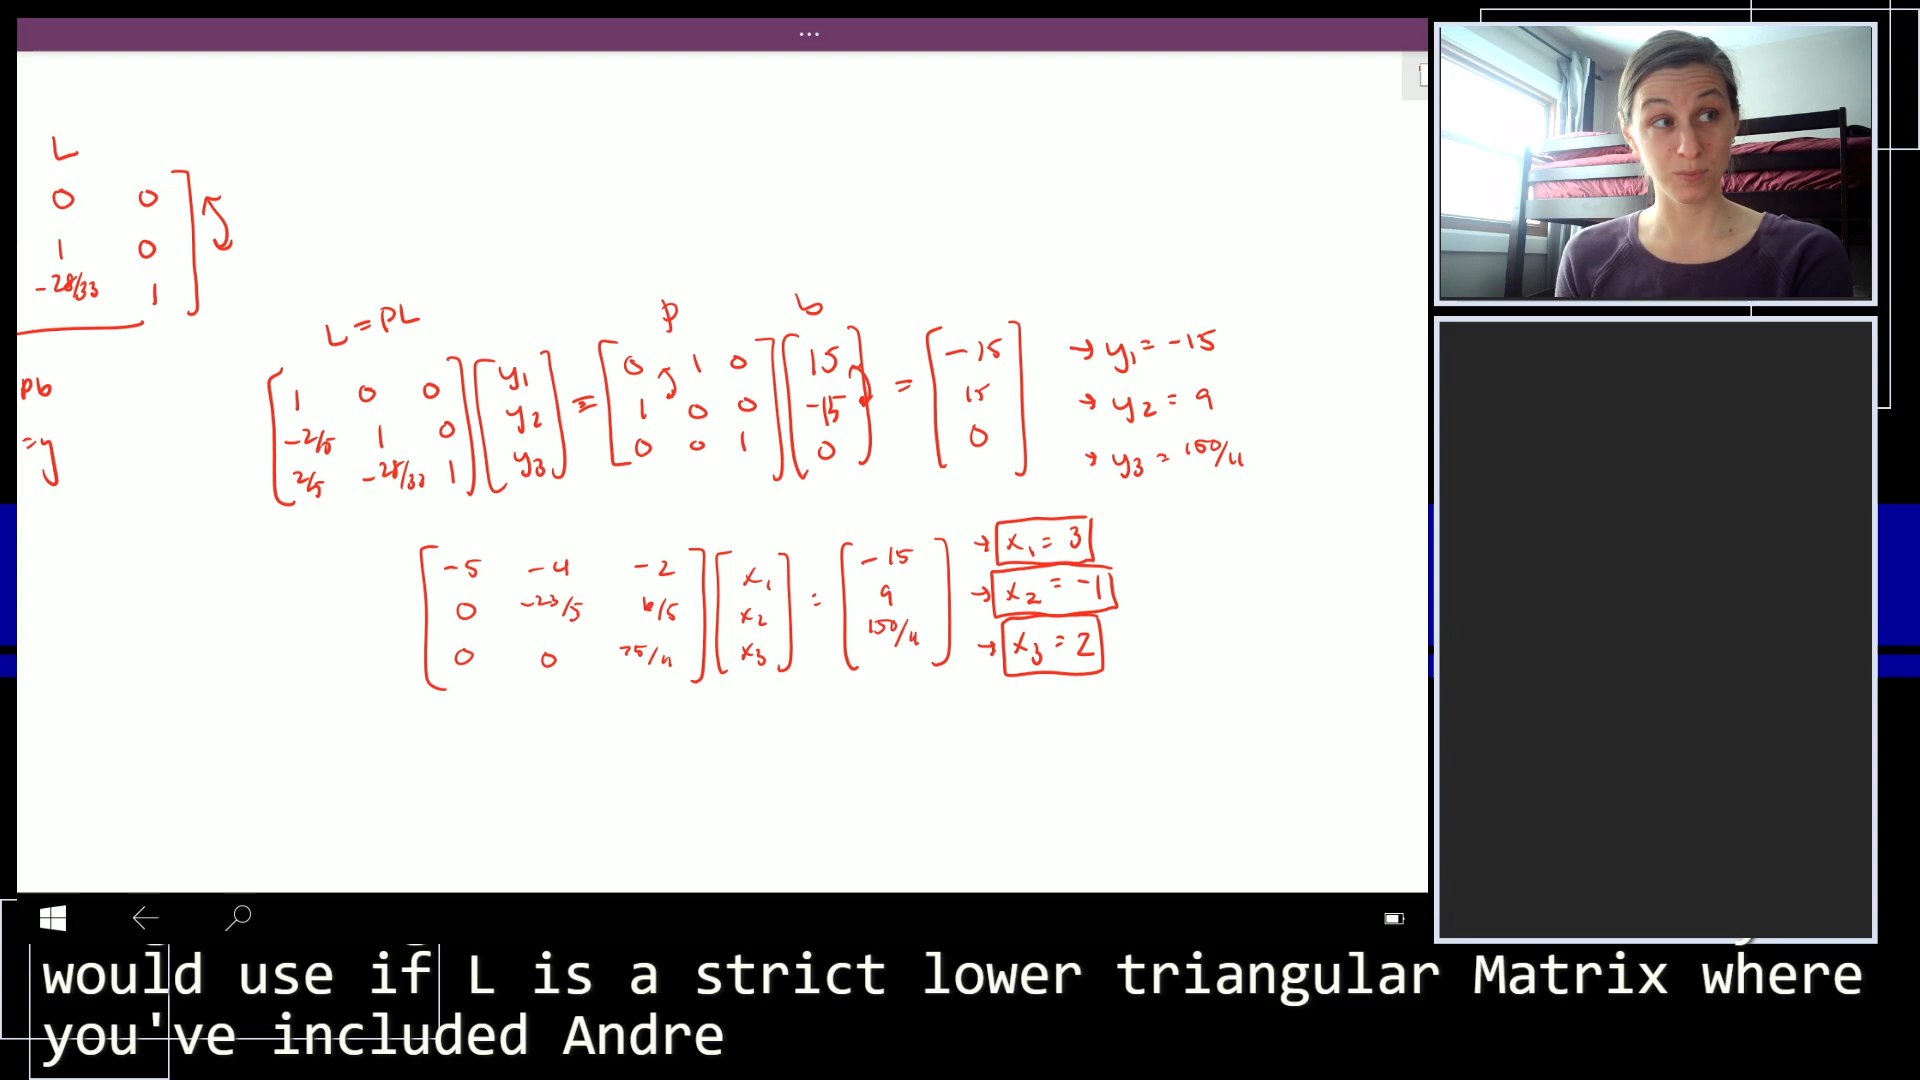 ...
L
0 0
1 0
-28/33 1
Pb
=y
L=PL
P b
1 0 0 y1 = 0 1 0 15 = -15 → y1 = -15
-2/5 1 0 y2 1 0 0 -15 15 → y2 = 9
2/5 -28/33 1 y3 0 0 1 0 0 → y3 = 150/11
-5 -4 -2 x1 = -15 → x1 = 3
0 -23/5 6/5 x2 9 → x2 = -1
0 0 75/11 x3 150/11 → x3 = 2
would use if L is a strict lower triangular Matrix where
you've included Andre